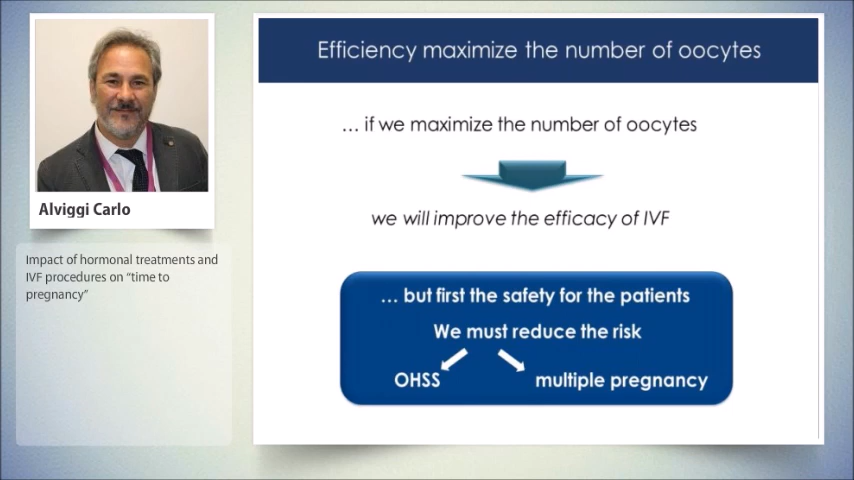 Efficiency maximize the number of oocytes
… if we maximize the number of oocytes
we will improve the efficacy of IVF
… but first the safety for the patients
We must reduce the risk
OHSS multiple pregnancy
Alviggi Carlo
Impact of hormonal treatments and
IVF procedures on “time to
pregnancy”